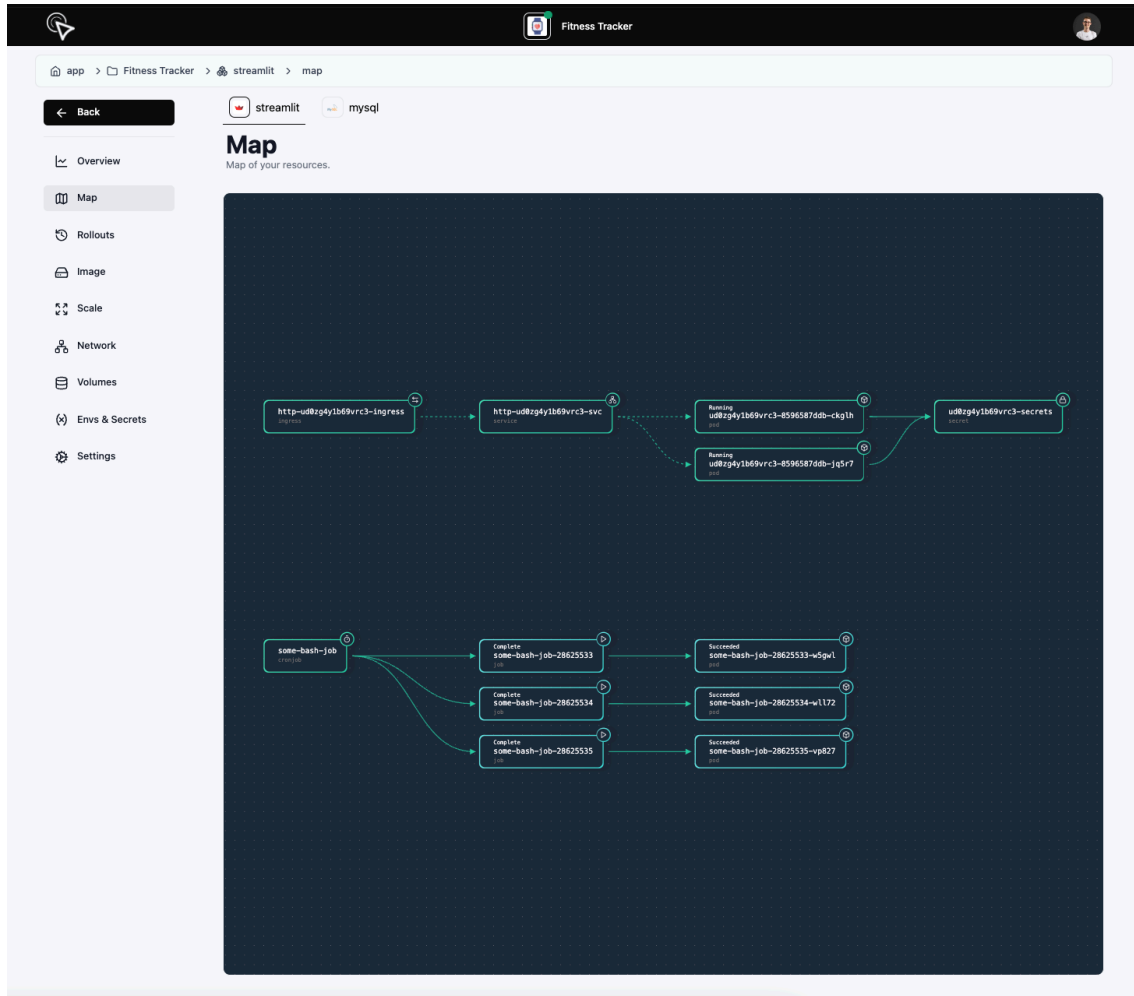 Fitness Tracker
app > Fitness Tracker > streamlit > map
Back
streamlit mysql
Map
Map of your resources.
Overview
Map
Rollouts
Image
Scale
Network
Volumes
Envs & Secrets
Settings
http-ud0zg4y1b69vrc3-ingress
ingress
http-ud0zg4y1b69vrc3-svc
service
Running
ud0zg4y1b69vrc3-8596587ddb-ckglh
pod
Running
ud0zg4y1b69vrc3-8596587ddb-jq5r7
pod
ud0zg4y1b69vrc3-secrets
secret
some-bash-job
cronjob
Complete
some-bash-job-28625533
job
Succeeded
some-bash-job-28625533-w5gwl
pod
Complete
some-bash-job-28625534
job
Succeeded
some-bash-job-28625534-wll72
pod
Complete
some-bash-job-28625535
job
Succeeded
some-bash-job-28625535-vp827
pod